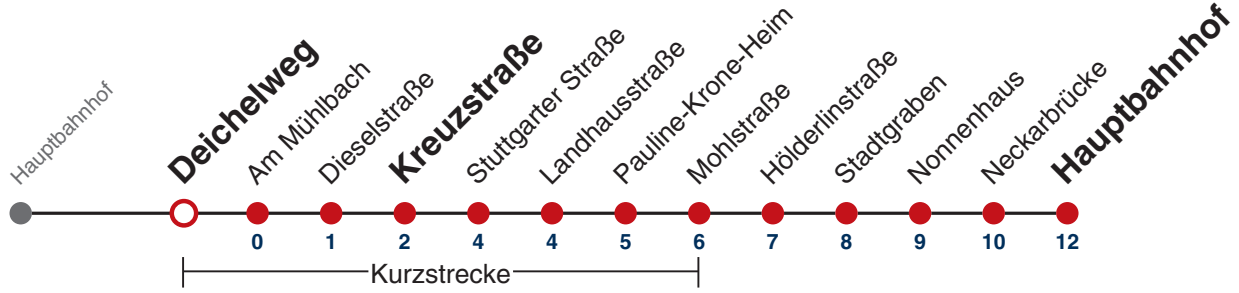 Hauptbahnhof
Deichelweg
Am Mühlbach
Dieselstraße
Kreuzstraße
Stuttgarter Straße
Landhausstraße
Pauline-Krone-Heim
Mohlstraße
Hölderlinstraße
Stadtgraben
Nonnenhaus
Neckarbrücke
Hauptbahnhof
0 1 2 4 4 5 6 7 8 9 10 12
Kurzstrecke